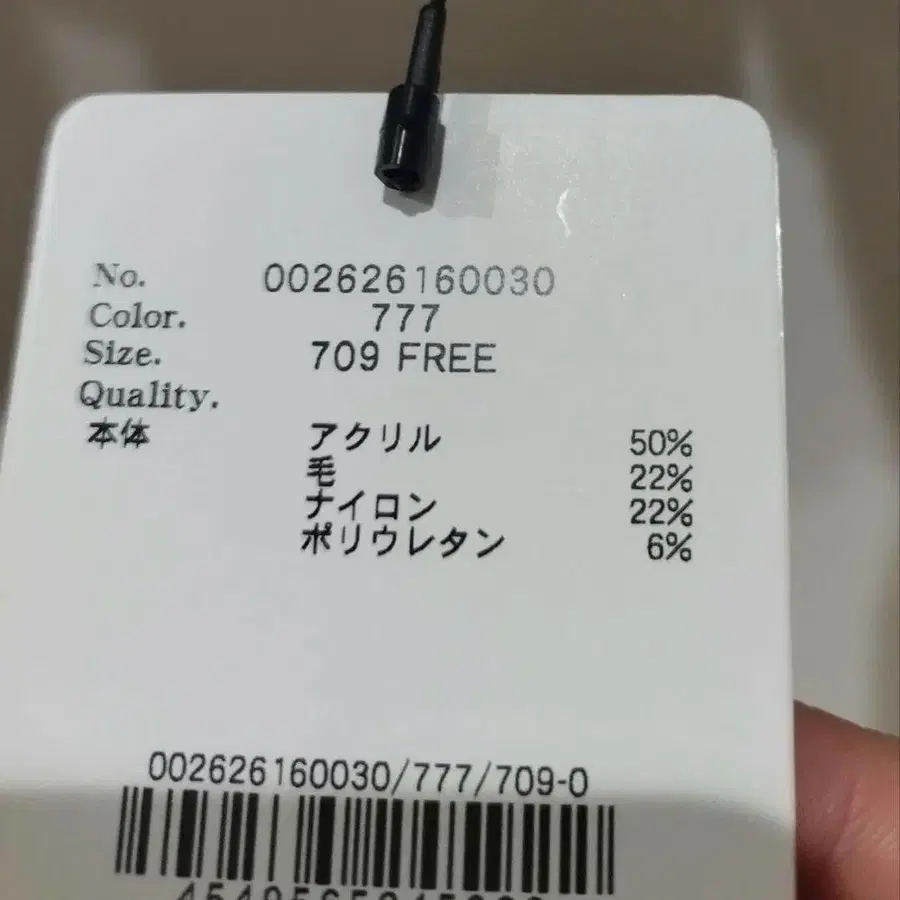 No. 002626160030
Color. 777
Size. 709 FREE
Quality.
本体 アクリル 50%
毛 22%
ナイロン 22%
ポリウレタン 6%
002626160030/777/709-0